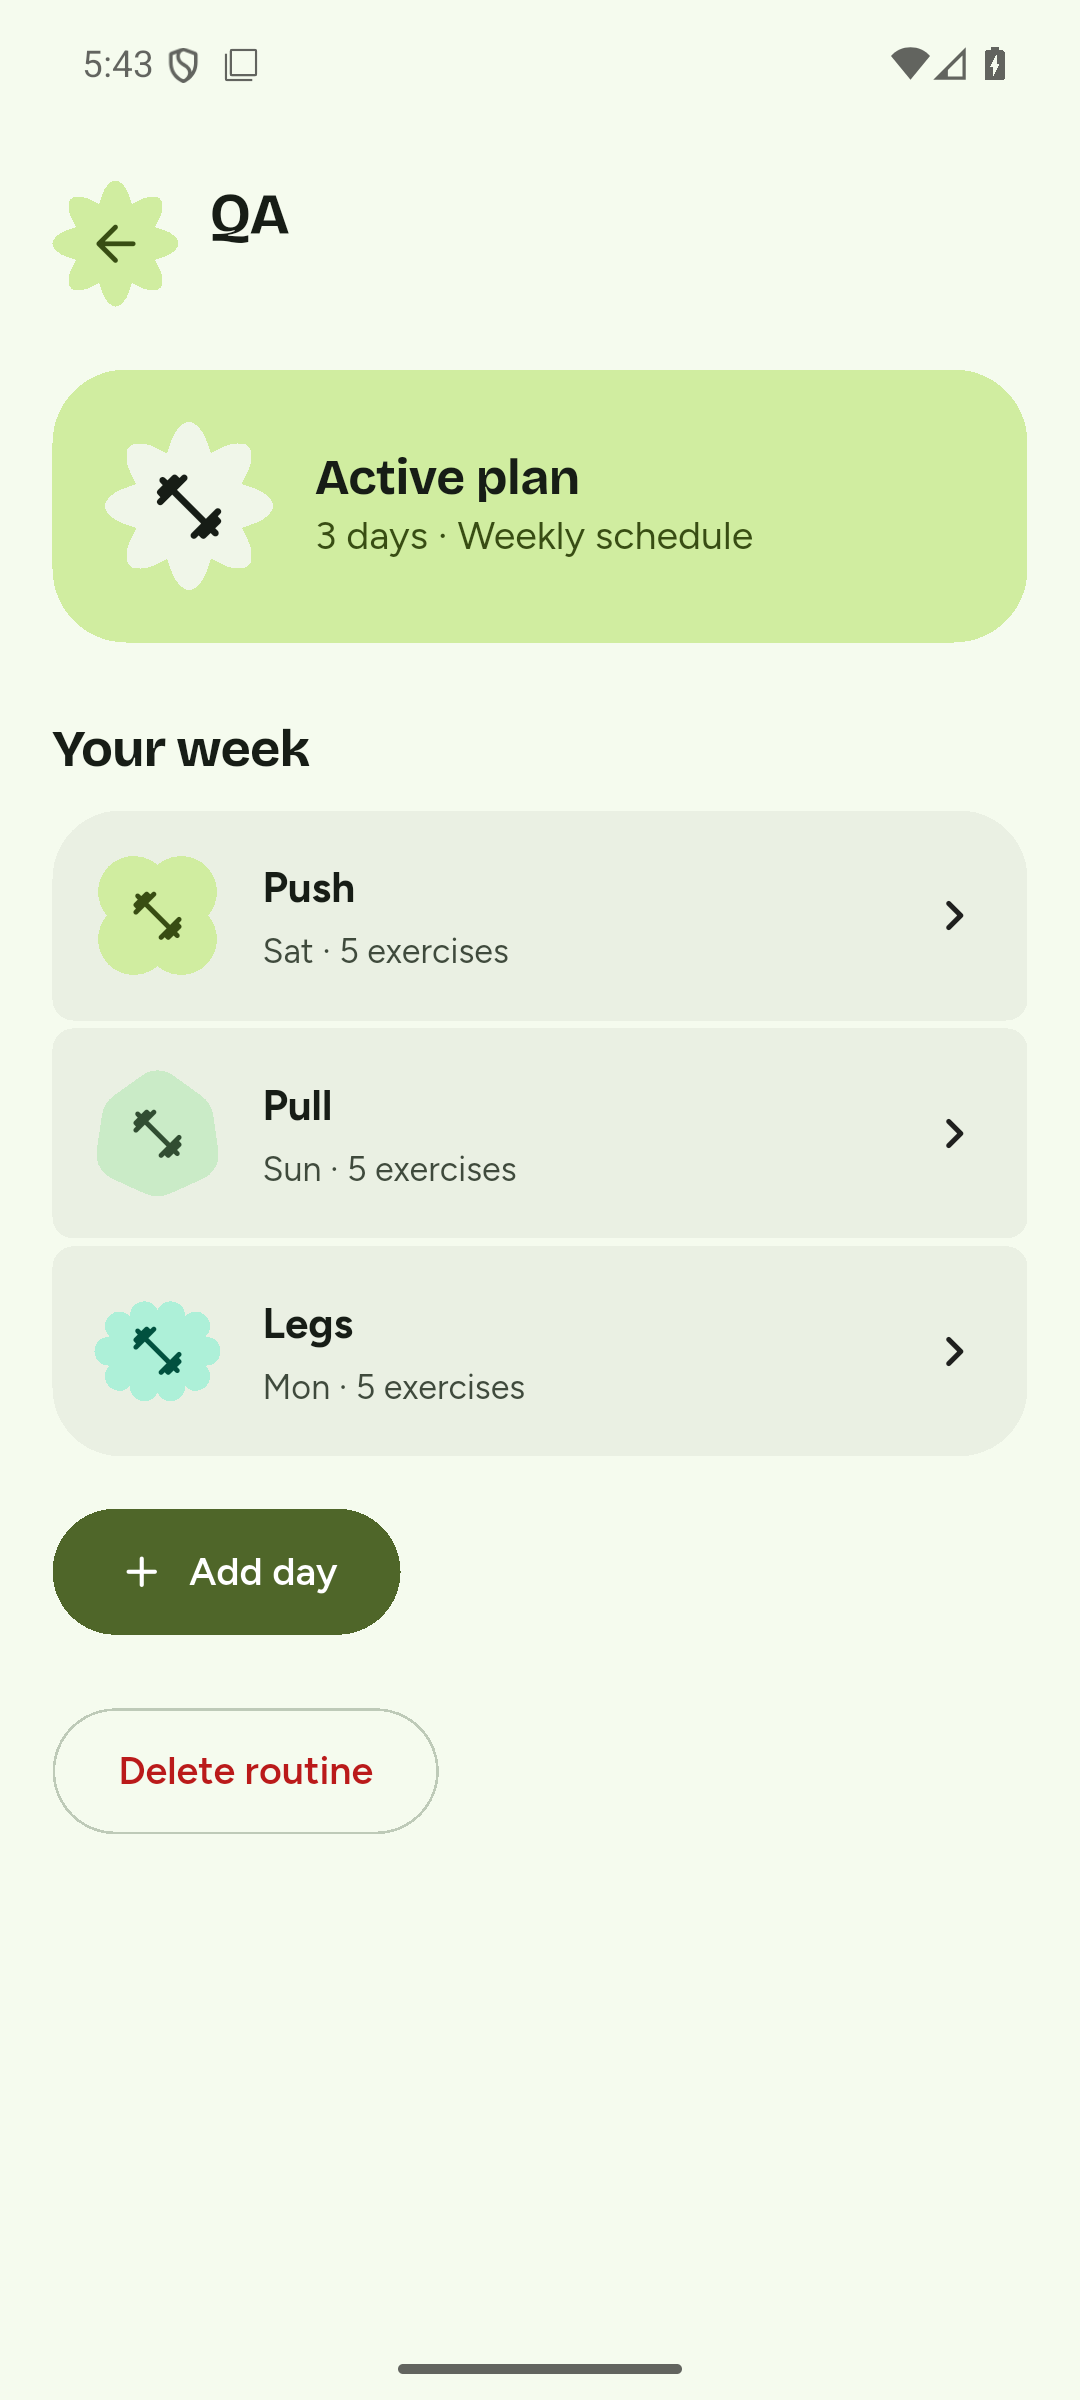 5:43
QA
Active plan
3 days · Weekly schedule
Your week
Push
Sat · 5 exercises
Pull
Sun · 5 exercises
Legs
Mon · 5 exercises
Add day
Delete routine